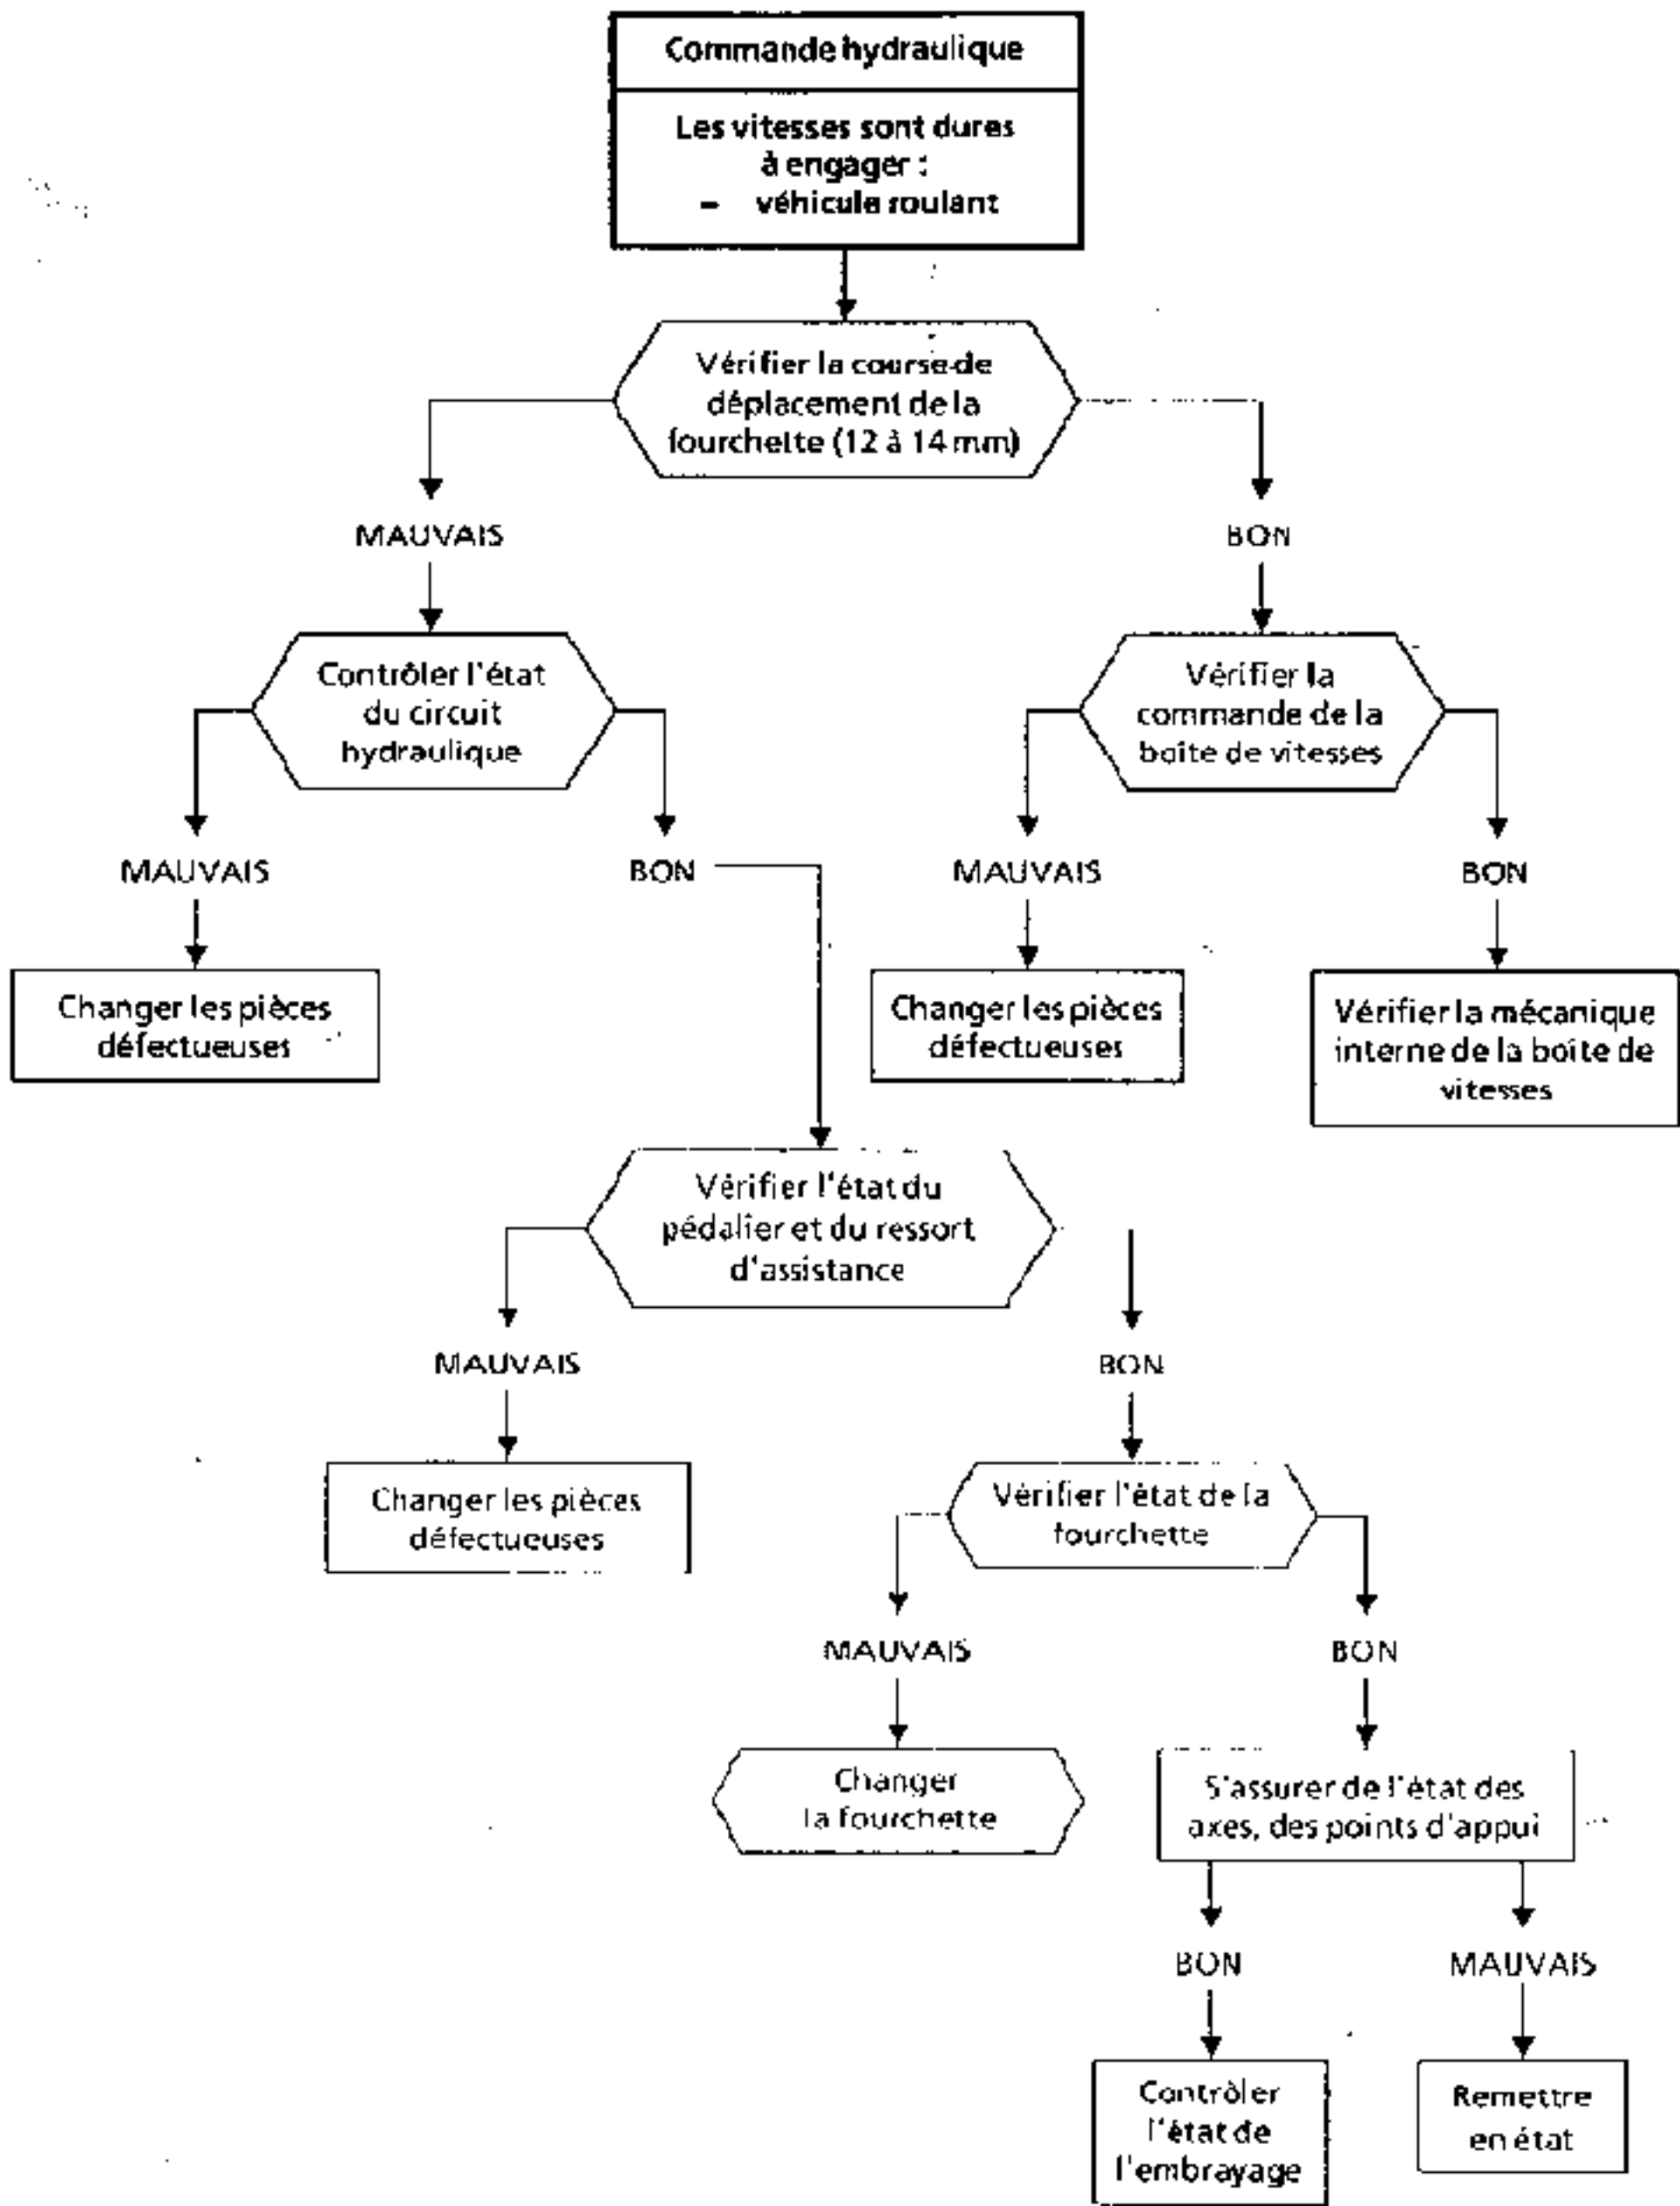 Commande hydraulique
Les vitesses sont dures
à engager :
– véhicule roulant
Vérifier la course de
déplacement de la
fourchette (12 à 14 mm)
MAUVAIS
BON
Contrôler l'état
du circuit
hydraulique
Vérifier la
commande de la
boîte de vitesses
MAUVAIS
BON
MAUVAIS
BON
Changer les pièces
défectueuses
Changer les pièces
défectueuses
Vérifier la mécanique
interne de la boite de
vitesses
Vérifier l'état du
pédalier et du ressort
d'assistance
MAUVAIS
BON
Changer les pièces
défectueuses
Vérifier l'état de la
fourchette
MAUVAIS
BON
Changer
la fourchette
S'assurer de l'état des
axes, des points d'appui
BON
MAUVAIS
Contrôler
l'état de
l'embrayage
Remettre
en état